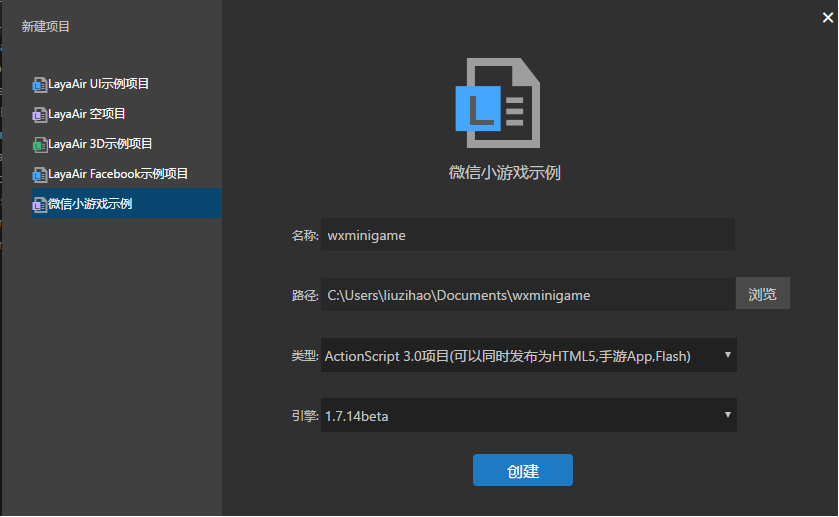 新建项目
LayaAir UI示例项目
LayaAir 空项目
LayaAir 3D示例项目
LayaAir Facebook示例项目
微信小游戏示例
微信小游戏示例
名称: wxminigame
路径: C:\Users\liuzihao\Documents\wxminigame 浏览
类型: ActionScript 3.0项目(可以同时发布为HTML5,手游App,Flash)
引擎: 1.7.14beta
创建